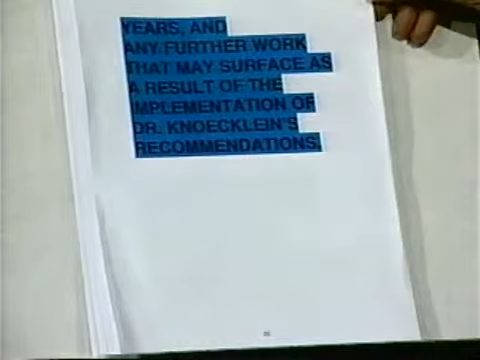 YEARS, AND
ANY FURTHER WORK
THAT MAY SURFACE AS
A RESULT OF THE
IMPLEMENTATION OF
DR. KNOECKLEIN'S
RECOMMENDATIONS.